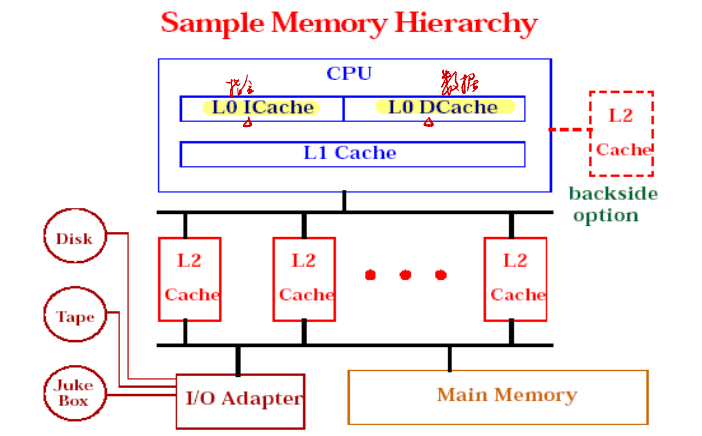 Sample Memory Hierarchy
CPU
指令
数据
L0 ICache
L0 DCache
L1 Cache
L2
Cache
backside
option
Disk
Tape
Juke
Box
L2
Cache
L2
Cache
L2
Cache
I/O Adapter
Main Memory